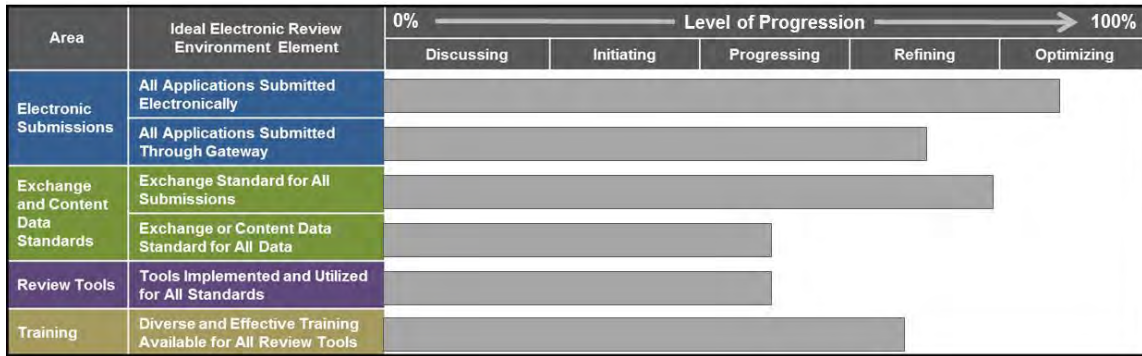 Area
Ideal Electronic Review
Environment Element
0% Level of Progression 100%
Discussing Initiating Progressing Refining Optimizing
Electronic
Submissions
All Applications Submitted
Electronically
All Applications Submitted
Through Gateway
Exchange
and Content
Data
Standards
Exchange Standard for All
Submissions
Exchange or Content Data
Standard for All Data
Review Tools
Tools Implemented and Utilized
for All Standards
Training
Diverse and Effective Training
Available for All Review Tools